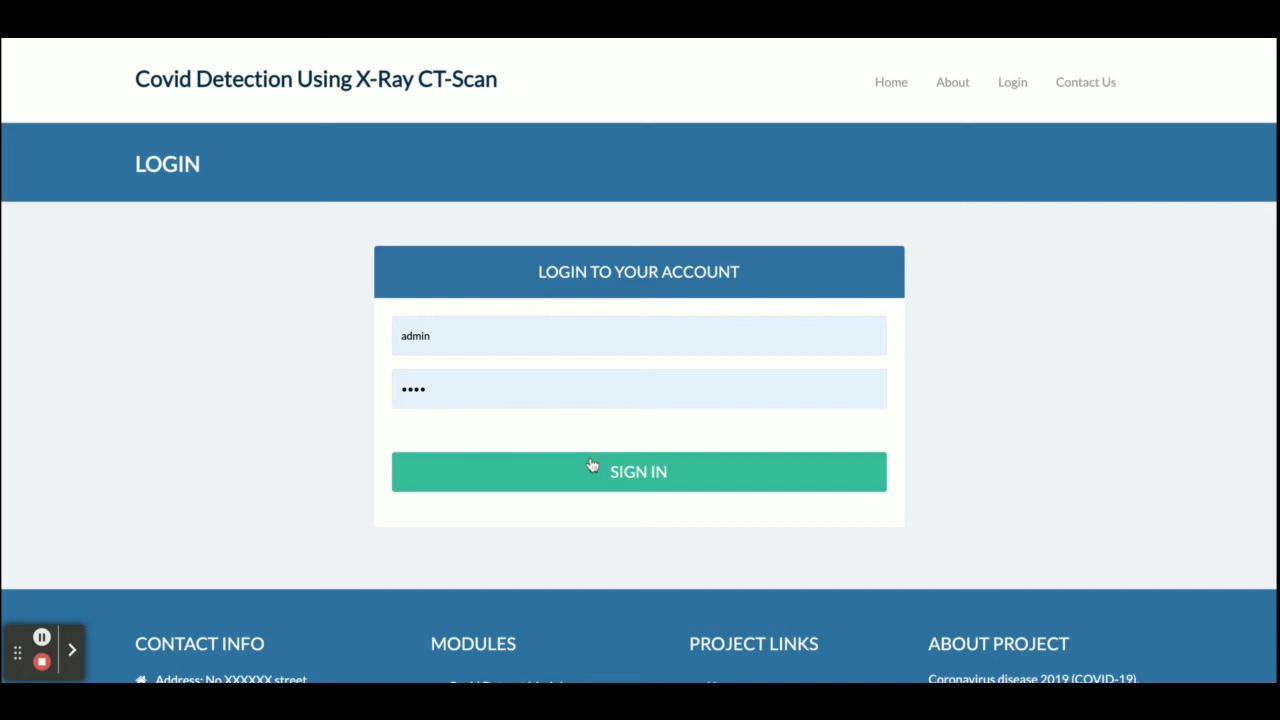 Covid Detection Using X-Ray CT-Scan
Home About Login Contact Us
LOGIN
LOGIN TO YOUR ACCOUNT
admin
••••
SIGN IN
CONTACT INFO MODULES PROJECT LINKS ABOUT PROJECT
Address: No XXXXXX street
Coronavirus disease 2019 (COVID-19).